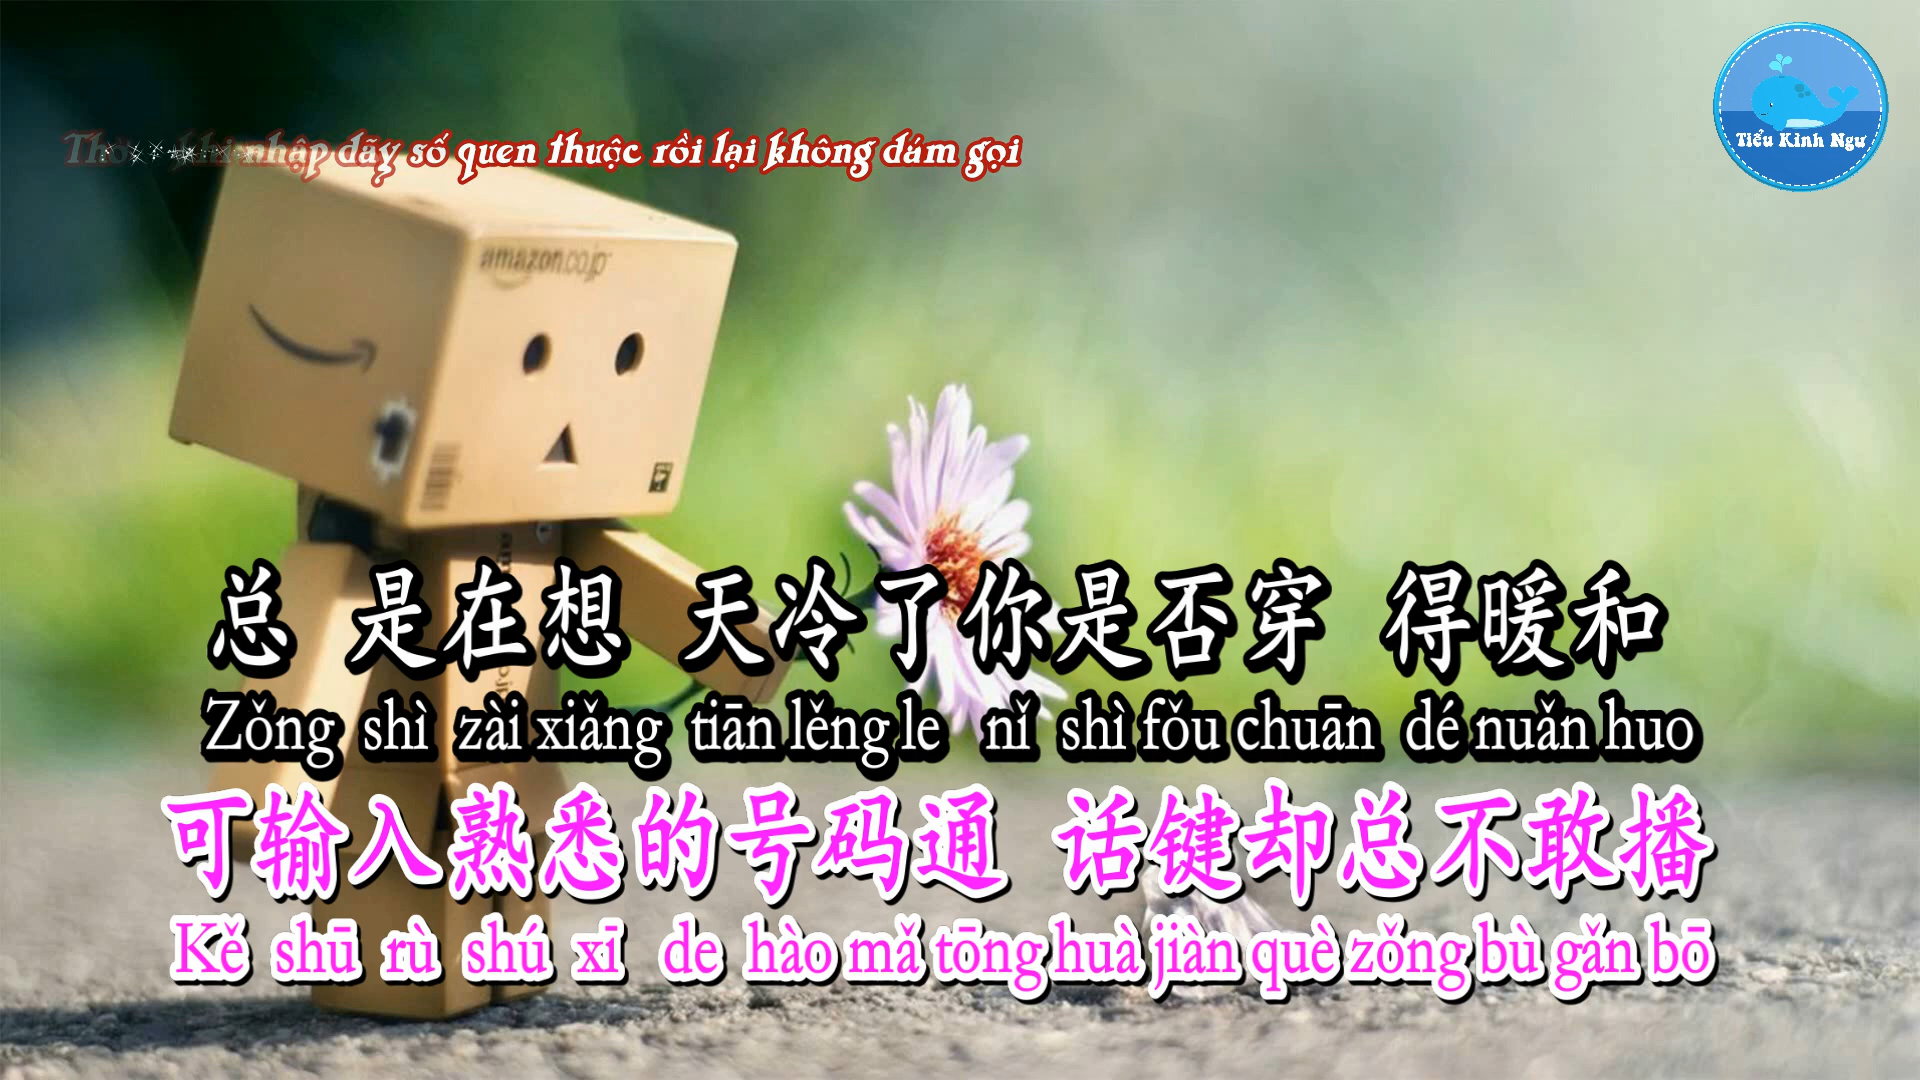 nhập dãy số quen thuộc rồi lại không dám gọi
Tiểu Kình Ngư
amazon.co.jp
总 是在想 天冷了你是否穿 得暖和
Zǒng shì zài xiǎng tiān lěng le nǐ shì fǒu chuān dé nuǎn huo
可输入熟悉的号码通 话键却总不敢播
Kě shū rù shú xī de hào mǎ tōng huà jiàn què zǒng bù gǎn bō